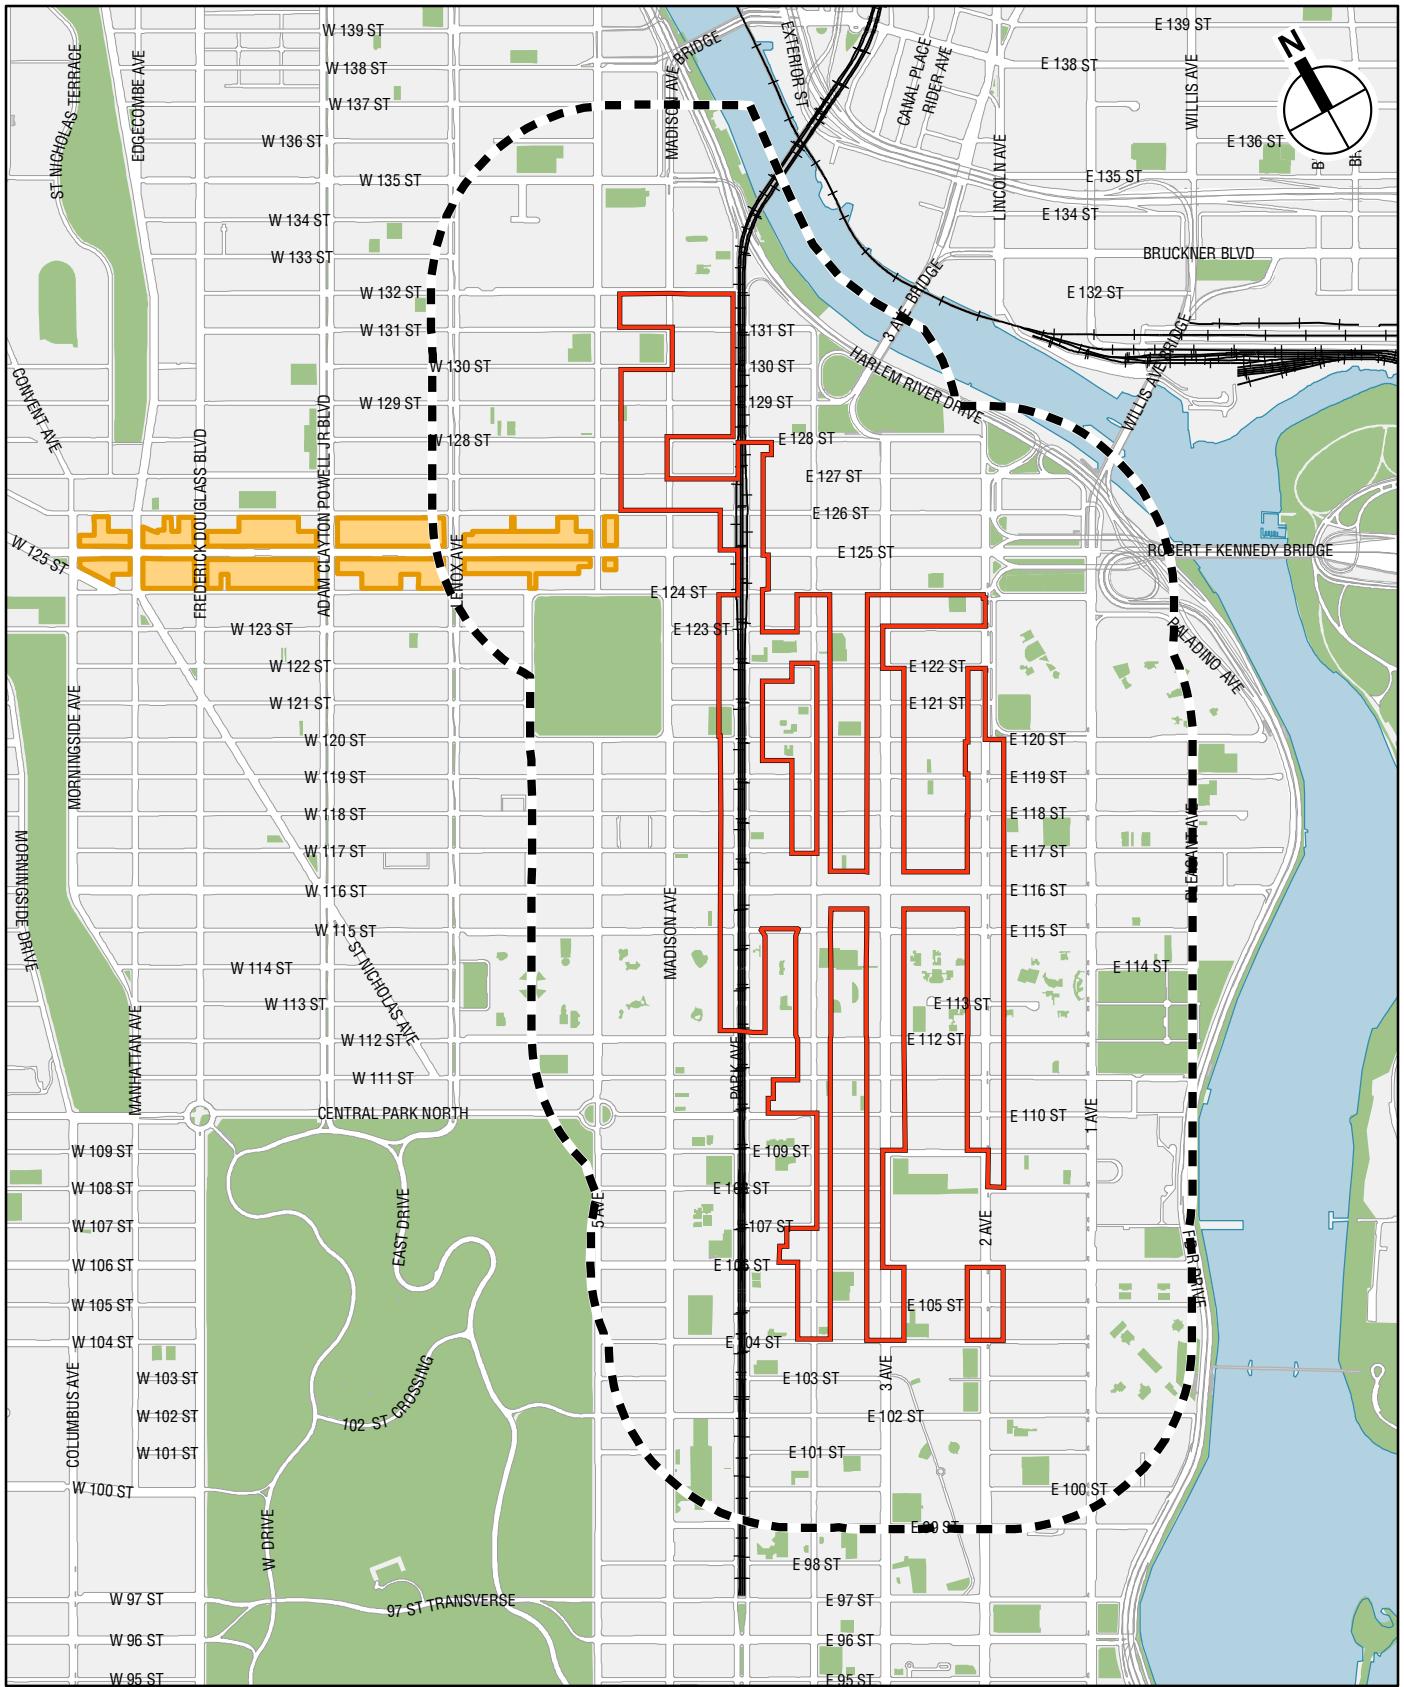 W 139 ST
E 139 ST
W 138 ST
E 138 ST
W 137 ST
W 136 ST
E 136 ST
W 135 ST
E 135 ST
W 134 ST
E 134 ST
W 133 ST
BRUCKNER BLVD
W 132 ST
E 132 ST
W 131 ST
E 131 ST
W 130 ST
E 130 ST
W 129 ST
E 129 ST
W 128 ST
E 128 ST
E 127 ST
E 126 ST
W 125 ST
E 125 ST
E 124 ST
W 123 ST
E 123 ST
W 122 ST
E 122 ST
W 121 ST
E 121 ST
W 120 ST
E 120 ST
W 119 ST
E 119 ST
W 118 ST
E 118 ST
W 117 ST
E 117 ST
W 116 ST
E 116 ST
W 115 ST
E 115 ST
W 114 ST
E 114 ST
W 113 ST
E 113 ST
W 112 ST
E 112 ST
W 111 ST
CENTRAL PARK NORTH
E 110 ST
W 109 ST
E 109 ST
W 108 ST
E 108 ST
W 107 ST
E 107 ST
W 106 ST
E 106 ST
W 105 ST
E 105 ST
W 104 ST
E 104 ST
W 103 ST
E 103 ST
W 102 ST
E 102 ST
W 101 ST
E 101 ST
W 100 ST
E 100 ST
E 99 ST
E 98 ST
W 97 ST
97 ST TRANSVERSE
E 97 ST
W 96 ST
E 96 ST
W 95 ST
E 95 ST
ST NICHOLAS TERRACE
EDGECOMBE AVE
MADISON AVE BRIDGE
EXTERIOR ST
CANAL PLACE
RIDER AVE
LINCOLN AVE
WILLIS AVE
N
3 AVE BRIDGE
HARLEM RIVER DRIVE
WILLIS AVE BRIDGE
ROBERT F KENNEDY BRIDGE
PALADINO AVE
CONVENT AVE
FREDERICK DOUGLASS BLVD
ADAM CLAYTON POWELL JR BLVD
LENOX AVE
MORNINGSIDE AVE
MORNINGSIDE DRIVE
MANHATTAN AVE
ST NICHOLAS AVE
MADISON AVE
PARK AVE
PLEASANT AVE
1 AVE
2 AVE
3 AVE
5 AVE
FDR DRIVE
EAST DRIVE
102 ST CROSSING
W DRIVE
COLUMBUS AVE